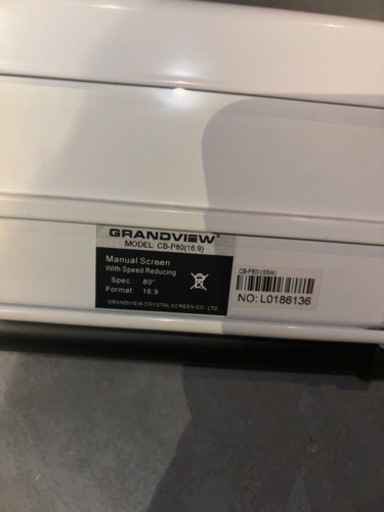 GRANDVIEW®
MODEL: CB-P80(16:9)
Manual Screen
With Speed Reducing
Spec.: 80"
Format: 16:9
GRANDVIEW CRYSTAL SCREEN CO., LTD.
NO: L0186136